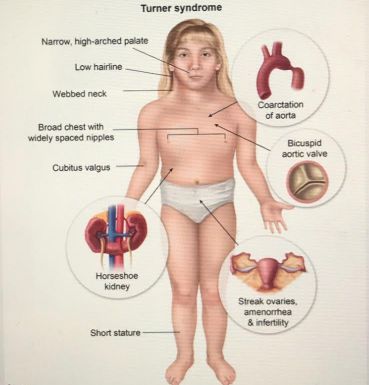 Turner syndrome
Narrow, high-arched palate
Low hairline
Webbed neck
Coarctation
of aorta
Broad chest with
widely spaced nipples
Bicuspid
aortic valve
Cubitus valgus
Horseshoe
kidney
Streak ovaries,
amenorrhea
& infertility
Short stature